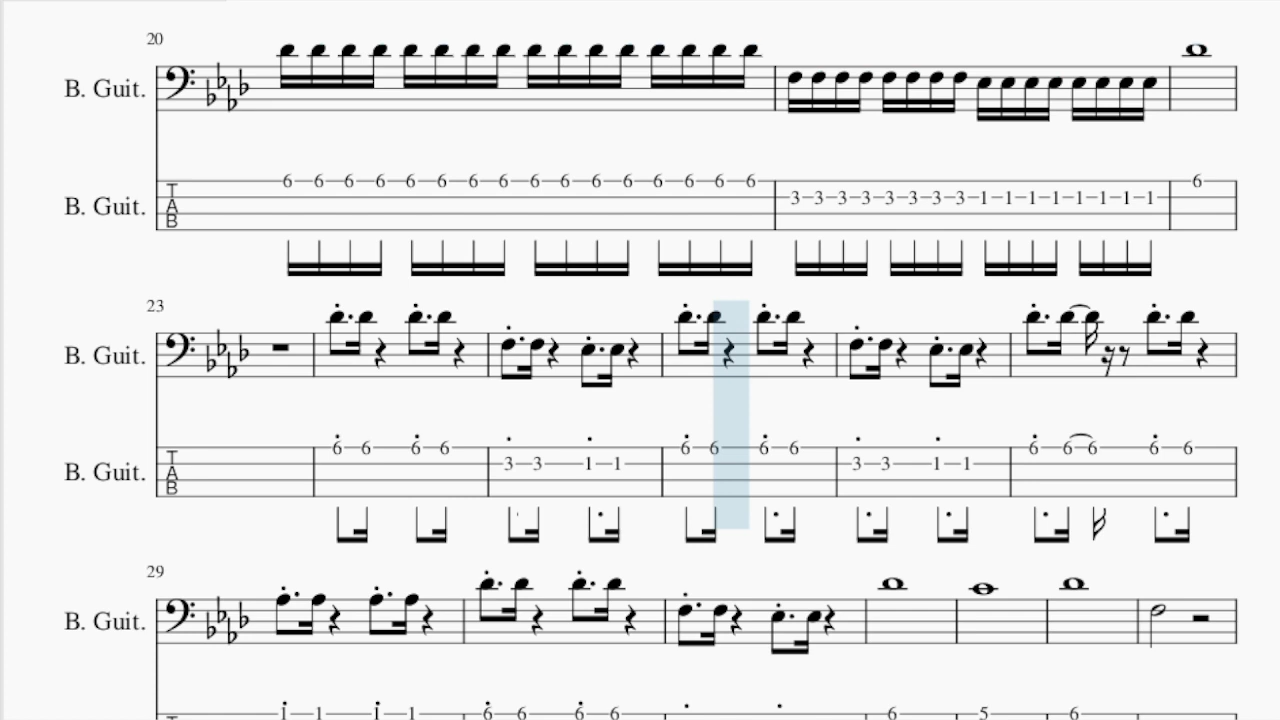 20
B. Guit.
6 6 6 6 6 6 6 6 6 6 6 6 6 6 6 6 6
3 3 3 3 3 3 3 3 1 1 1 1 1 1 1 1
B. Guit.
T
A
B
23
B. Guit.
6 6 6 6 6 6 6 6 6 6 6 6 6
3 3 1 1 3 3 1 1
B. Guit.
T
A
B
29
B. Guit.
1 1 1 1 6 6 6 6 6 5 6
T